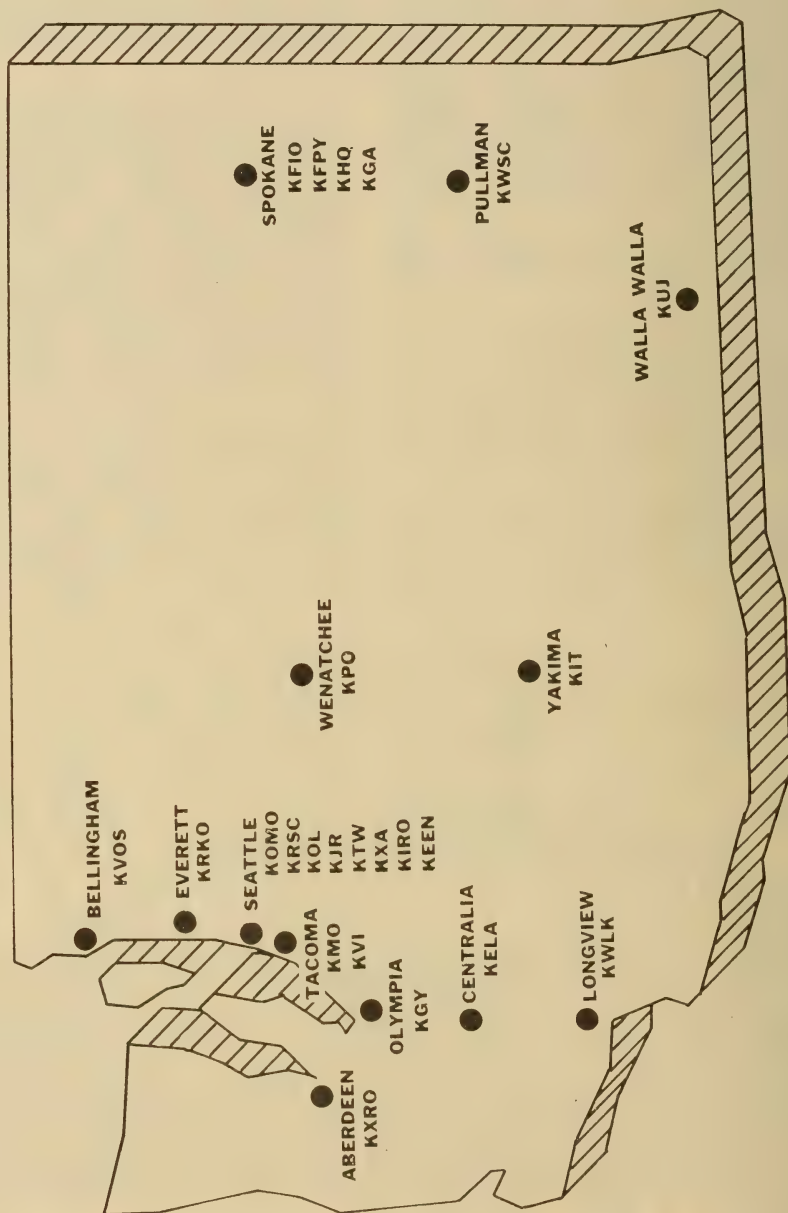 BELLINGHAM
KVOS
EVERETT
KRKO
SEATTLE
KOMO
KRSC
KOL
KJR
KTW
KXA
KIRO
KEEN
TACOMA
KMO
KVI
OLYMPIA
KGY
ABERDEEN
KXRO
CENTRALIA
KELA
LONGVIEW
KWLK
WENATCHEE
KPO
YAKIMA
KIT
SPOKANE
KFIO
KFPY
KHQ
KGA
PULLMAN
KWSC
WALLA WALLA
KUJ